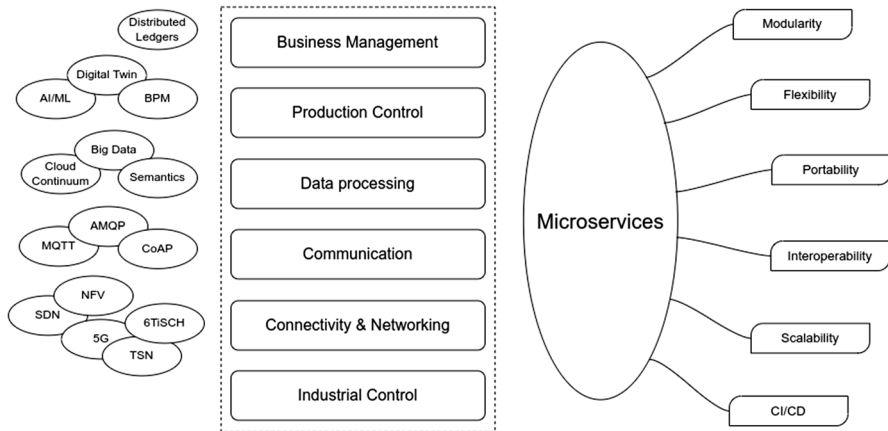 Distributed
Ledgers
Digital Twin
AI/ML
BPM
Big Data
Cloud
Continuum
Semantics
AMQP
MQTT
CoAP
NFV
SDN
6TiSCH
5G
TSN
Business Management
Production Control
Data processing
Communication
Connectivity & Networking
Industrial Control
Microservices
Modularity
Flexibility
Portability
Interoperability
Scalability
CI/CD